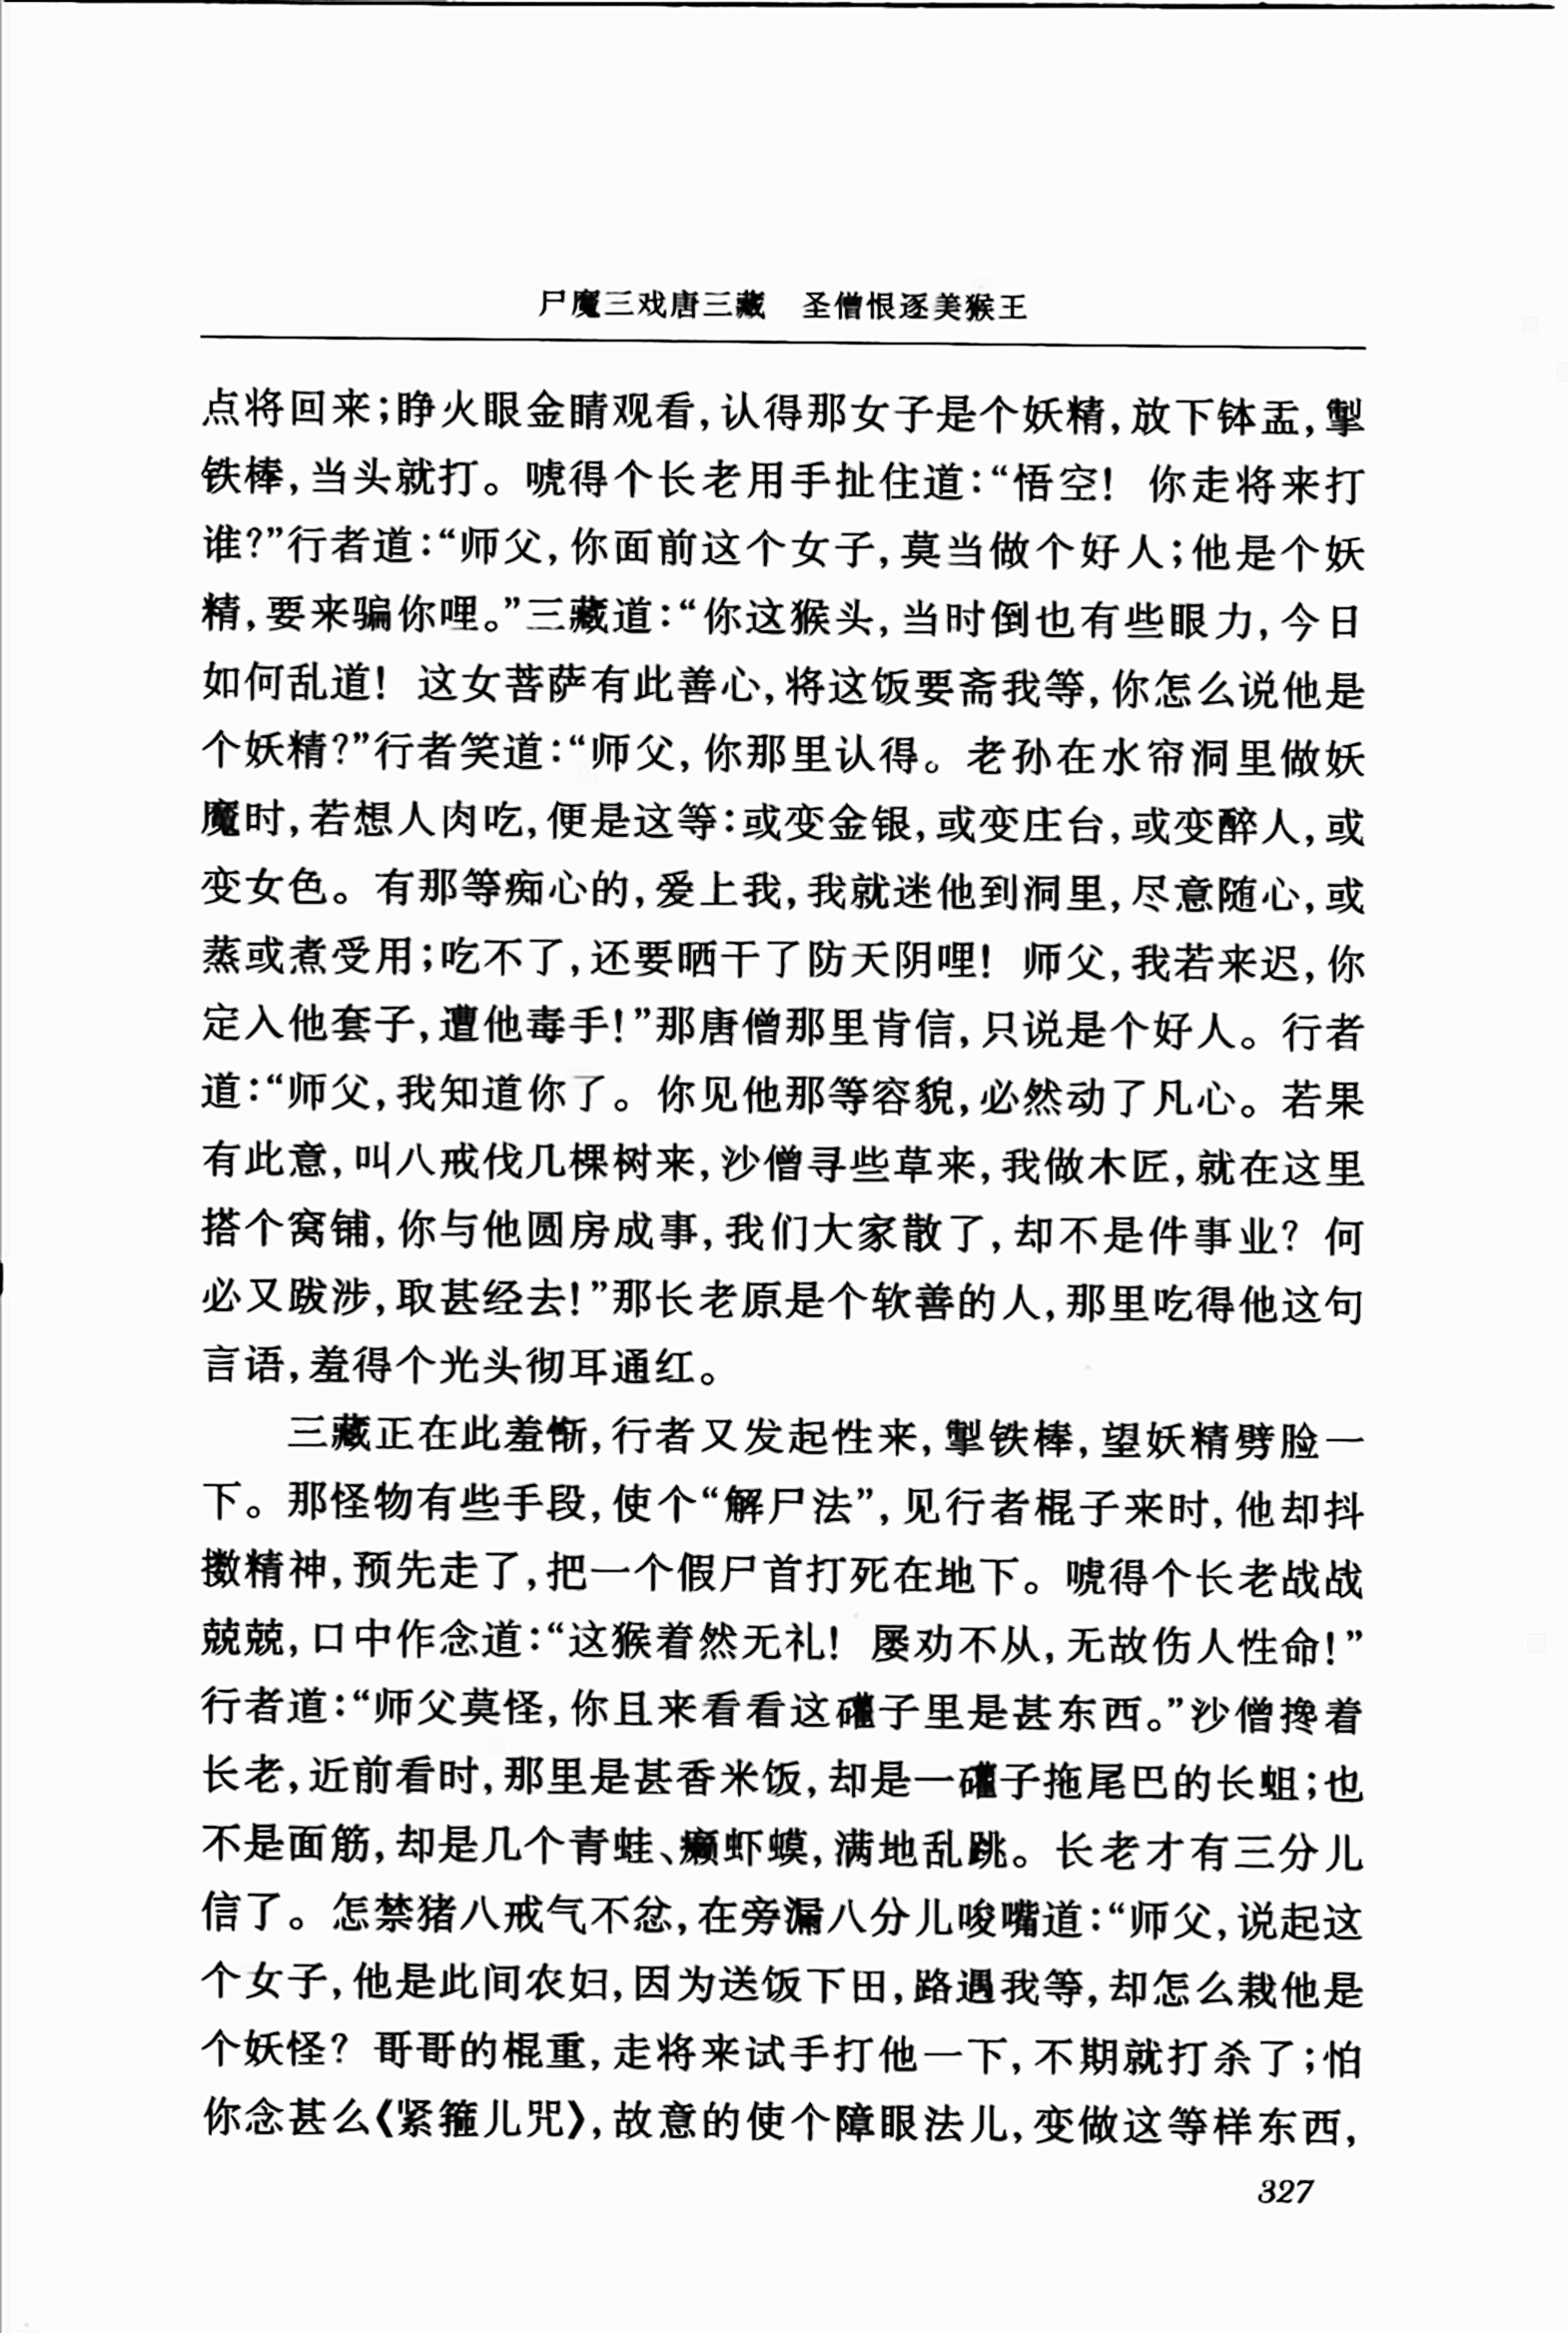 尸魔三戏唐三藏　圣僧恨逐美猴王
点将回来；睁火眼金睛观看，认得那女子是个妖精，放下钵盂，掣
铁棒，当头就打。唬得个长老用手扯住道：“悟空！ 你走将来打
谁？”行者道：“师父，你面前这个女子，莫当做个好人；他是个妖
精，要来骗你哩。”三藏道：“你这猴头，当时倒也有些眼力，今日
如何乱道！ 这女菩萨有此善心，将这饭要斋我等，你怎么说他是
个妖精？”行者笑道：“师父，你那里认得。老孙在水帘洞里做妖
魔时，若想人肉吃，便是这等：或变金银，或变庄台，或变醉人，或
变女色。有那等痴心的，爱上我，我就迷他到洞里，尽意随心，或
蒸或煮受用；吃不了，还要晒干了防天阴哩！ 师父，我若来迟，你
定入他套子，遭他毒手！”那唐僧那里肯信，只说是个好人。行者
道：“师父，我知道你了。你见他那等容貌，必然动了凡心。若果
有此意，叫八戒伐几棵树来，沙僧寻些草来，我做木匠，就在这里
搭个窝铺，你与他圆房成事，我们大家散了，却不是件事业？ 何
必又跋涉，取甚经去！”那长老原是个软善的人，那里吃得他这句
言语，羞得个光头彻耳通红。
三藏正在此羞惭，行者又发起性来，掣铁棒，望妖精劈脸一
下。那怪物有些手段，使个“解尸法”，见行者棍子来时，他却抖
擞精神，预先走了，把一个假尸首打死在地下。唬得个长老战战
兢兢，口中作念道：“这猴着然无礼！ 屡劝不从，无故伤人性命！”
行者道：“师父莫怪，你且来看看这罐子里是甚东西。”沙僧搀着
长老，近前看时，那里是甚香米饭，却是一罐子拖尾巴的长蛆；也
不是面筋，却是几个青蛙、癞虾蟆，满地乱跳。长老才有三分儿
信了。怎禁猪八戒气不忿，在旁漏八分儿唆嘴道：“师父，说起这
个女子，他是此间农妇，因为送饭下田，路遇我等，却怎么栽他是
个妖怪？ 哥哥的棍重，走将来试手打他一下，不期就打杀了；怕
你念甚么《紧箍儿咒》，故意的使个障眼法儿，变做这等样东西，
327